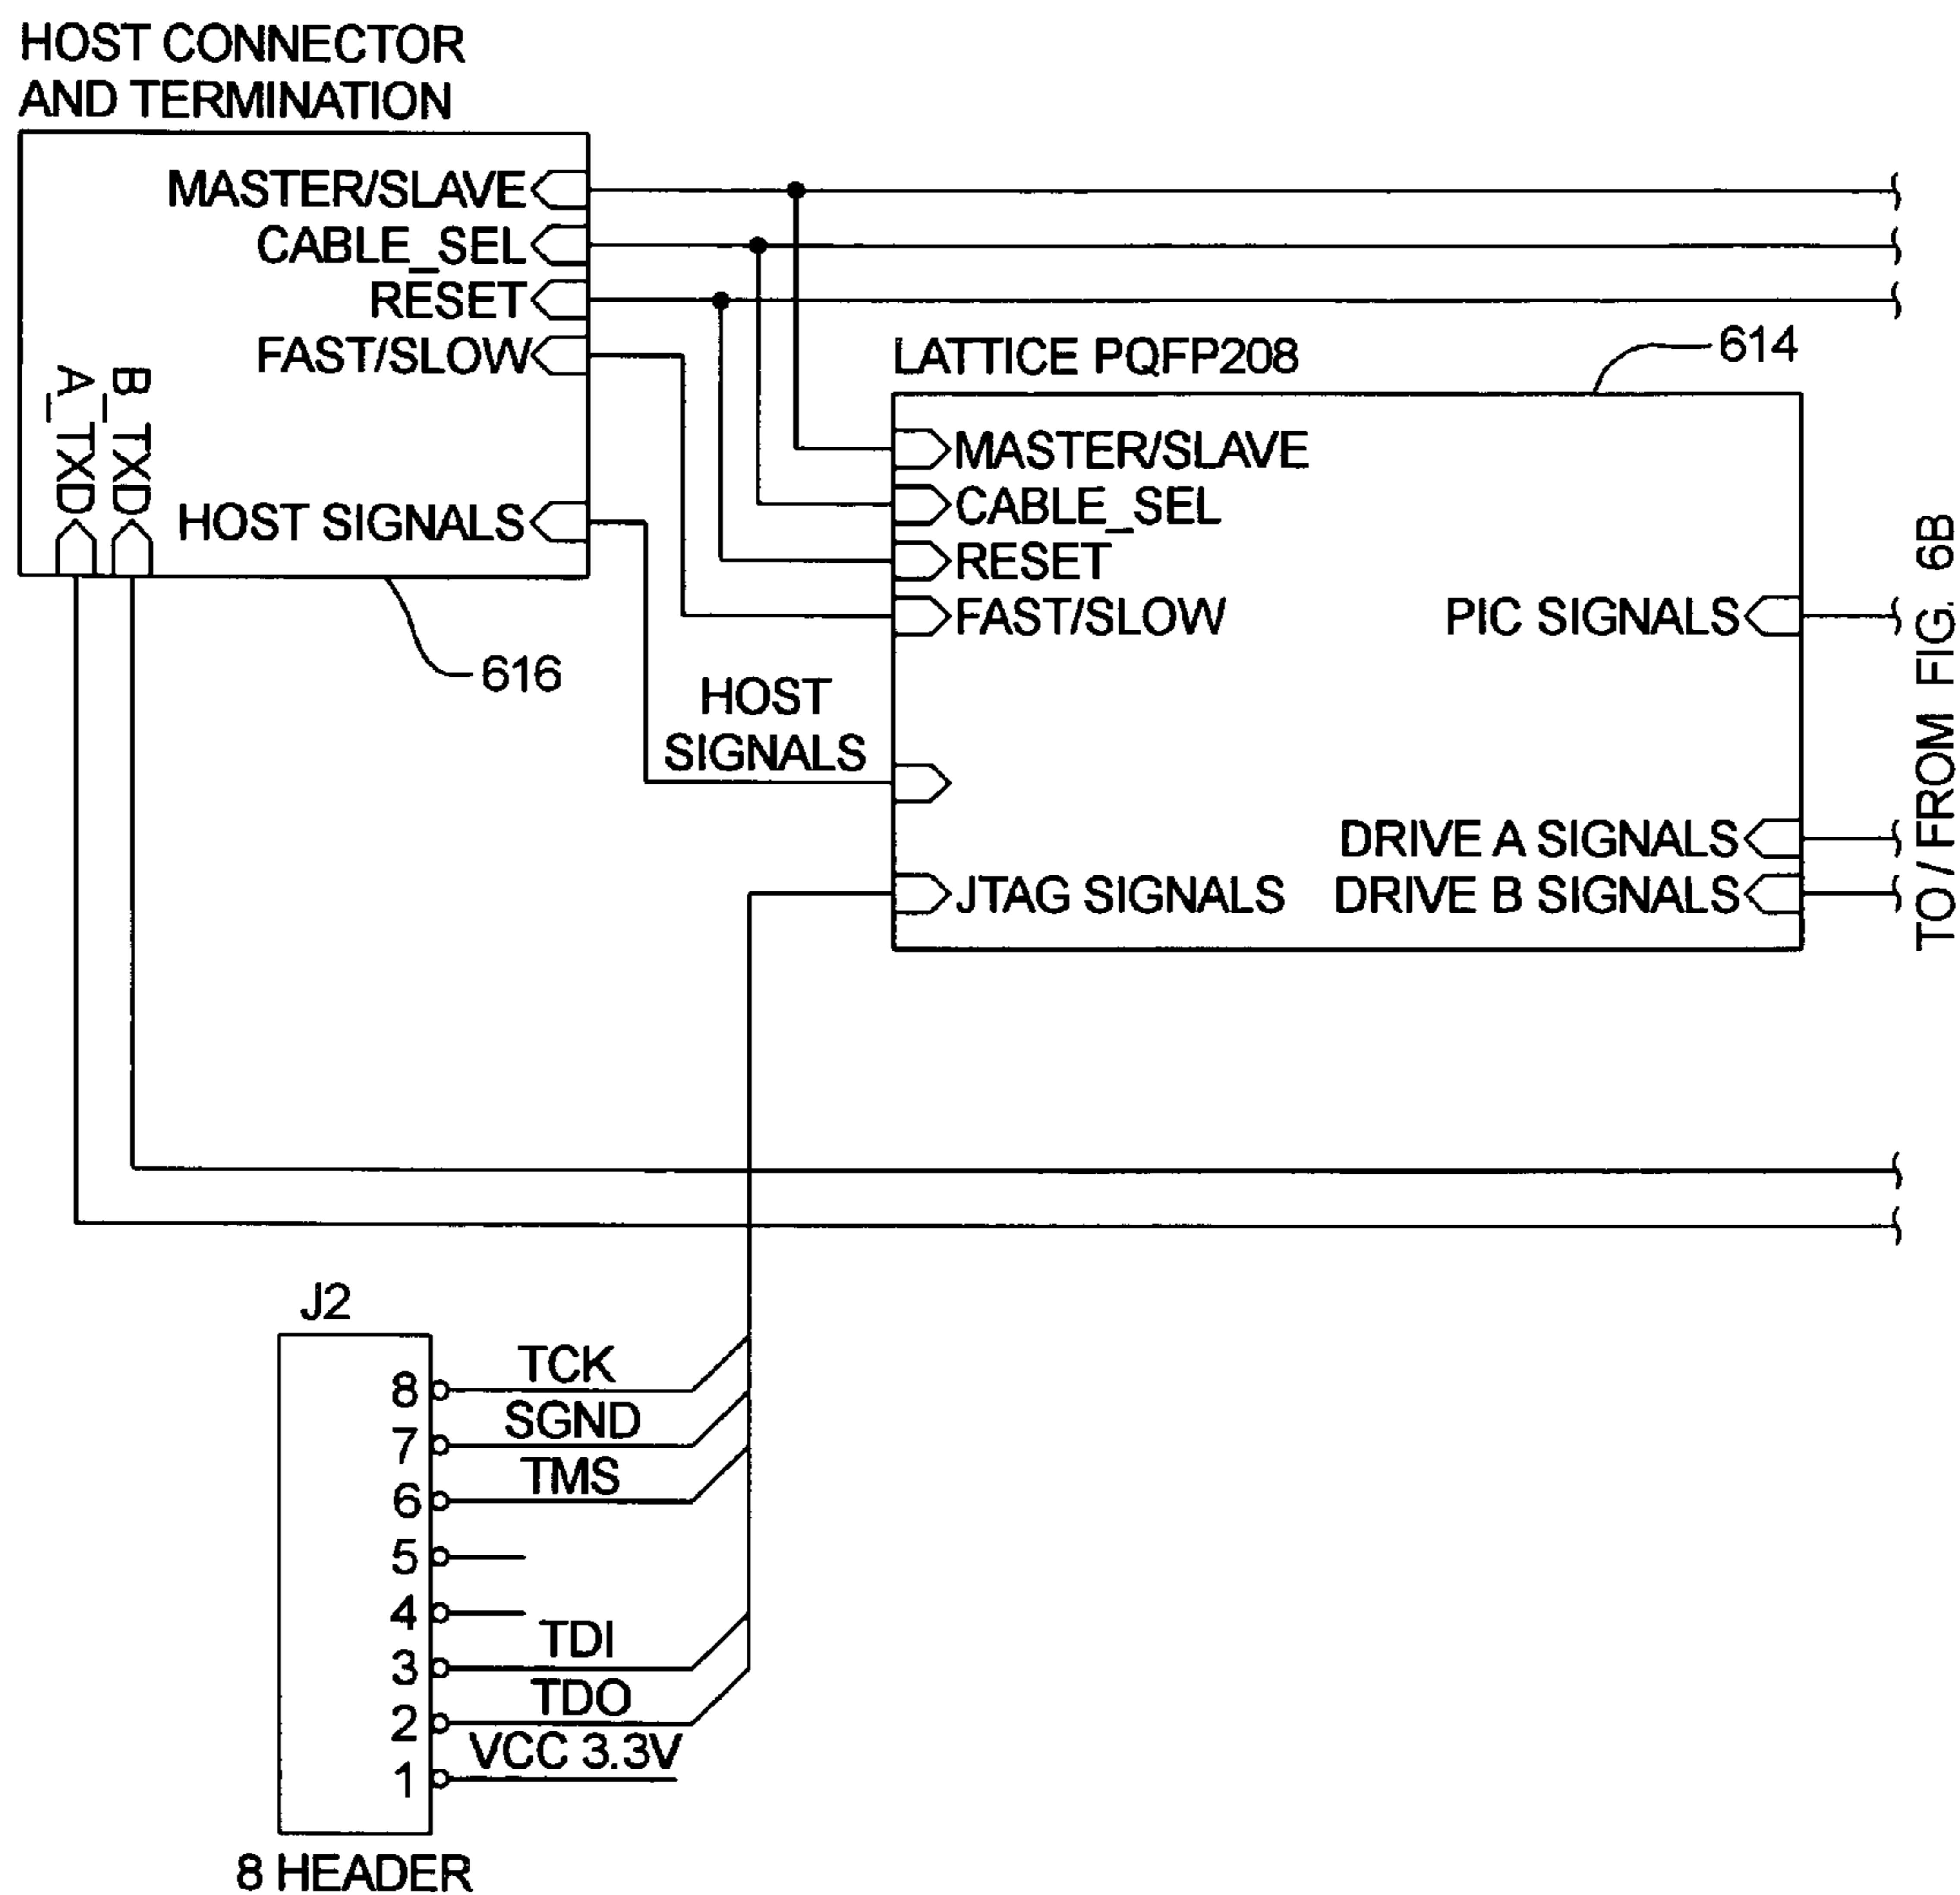 HOST CONNECTOR
AND TERMINATION
MASTER/SLAVE
CABLE_SEL
RESET
FAST/SLOW
A_TXD
B_TXD
HOST SIGNALS
616
LATTICE PQFP208
614
MASTER/SLAVE
CABLE_SEL
RESET
FAST/SLOW
PIC SIGNALS
HOST
SIGNALS
DRIVE A SIGNALS
JTAG SIGNALS
DRIVE B SIGNALS
TO / FROM FIG. 6B
J2
8 TCK
7 SGND
6 TMS
5
4
3 TDI
2 TDO
1 VCC 3.3V
8 HEADER